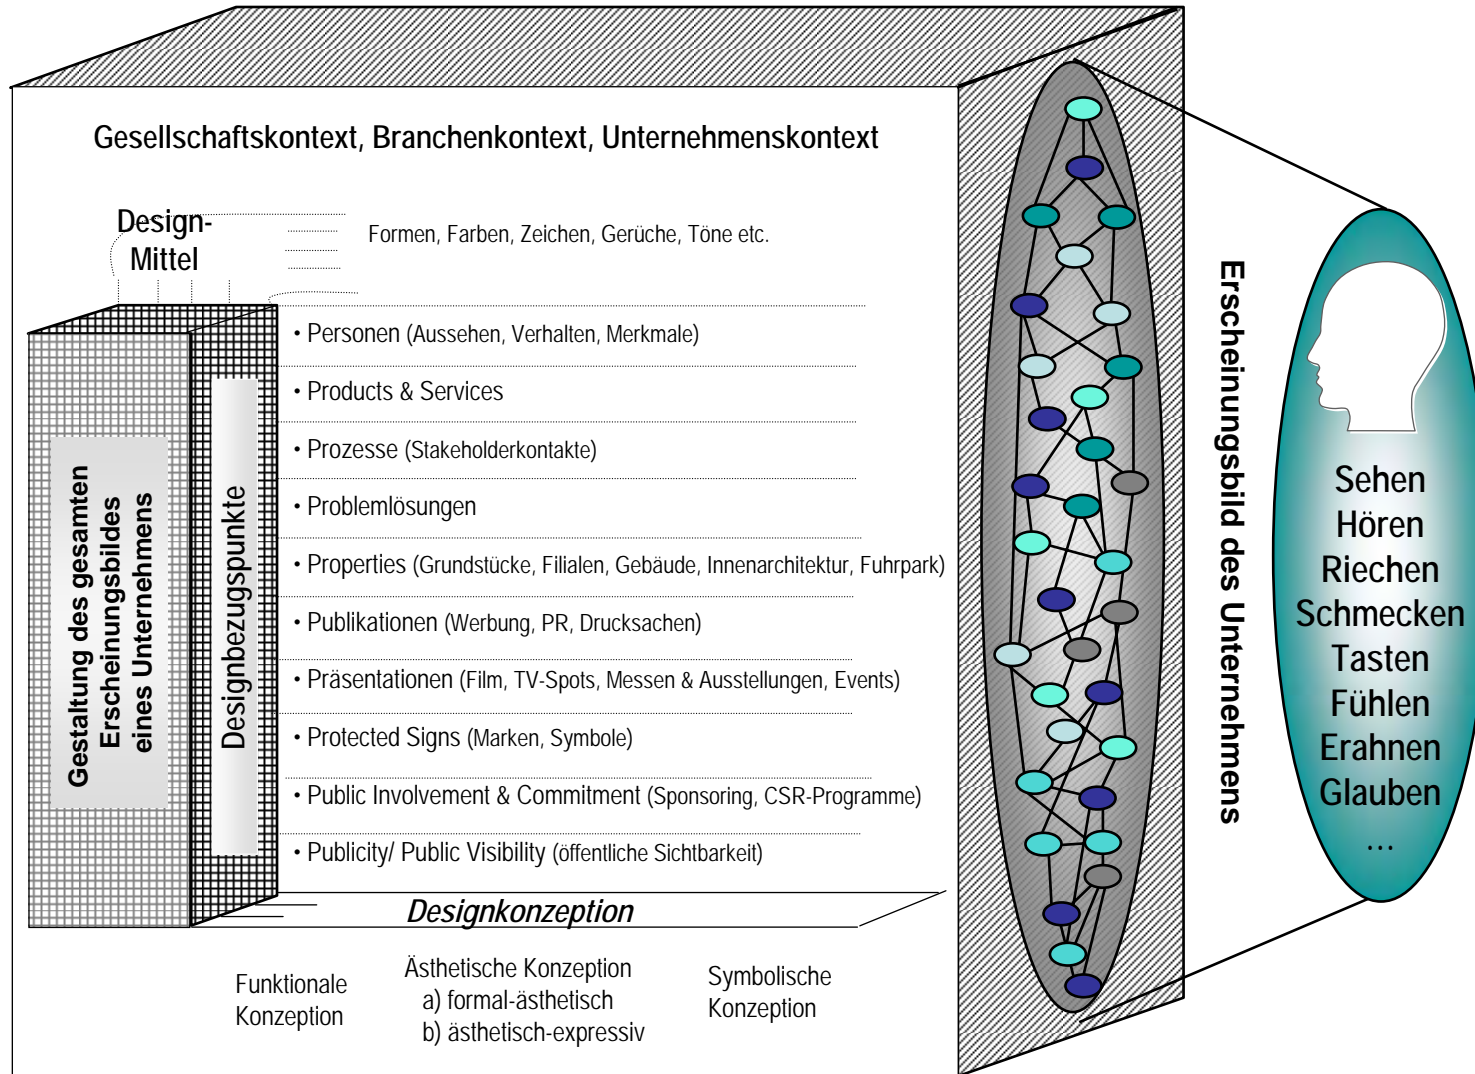 Gesellschaftskontext, Branchenkontext, Unternehmenskontext
Design-
Mittel
Formen, Farben, Zeichen, Gerüche, Töne etc.
Gestaltung des gesamten
Erscheinungsbildes
eines Unternehmens
Designbezugspunkte
• Personen (Aussehen, Verhalten, Merkmale)
• Products & Services
• Prozesse (Stakeholderkontakte)
• Problemlösungen
• Properties (Grundstücke, Filialen, Gebäude, Innenarchitektur, Fuhrpark)
• Publikationen (Werbung, PR, Drucksachen)
• Präsentationen (Film, TV-Spots, Messen & Ausstellungen, Events)
• Protected Signs (Marken, Symbole)
• Public Involvement & Commitment (Sponsoring, CSR-Programme)
• Publicity/ Public Visibility (öffentliche Sichtbarkeit)
Designkonzeption
Funktionale
Konzeption
Ästhetische Konzeption
a) formal-ästhetisch
b) ästhetisch-expressiv
Symbolische
Konzeption
Erscheinungsbild des Unternehmens
Sehen
Hören
Riechen
Schmecken
Tasten
Fühlen
Erahnen
Glauben
...